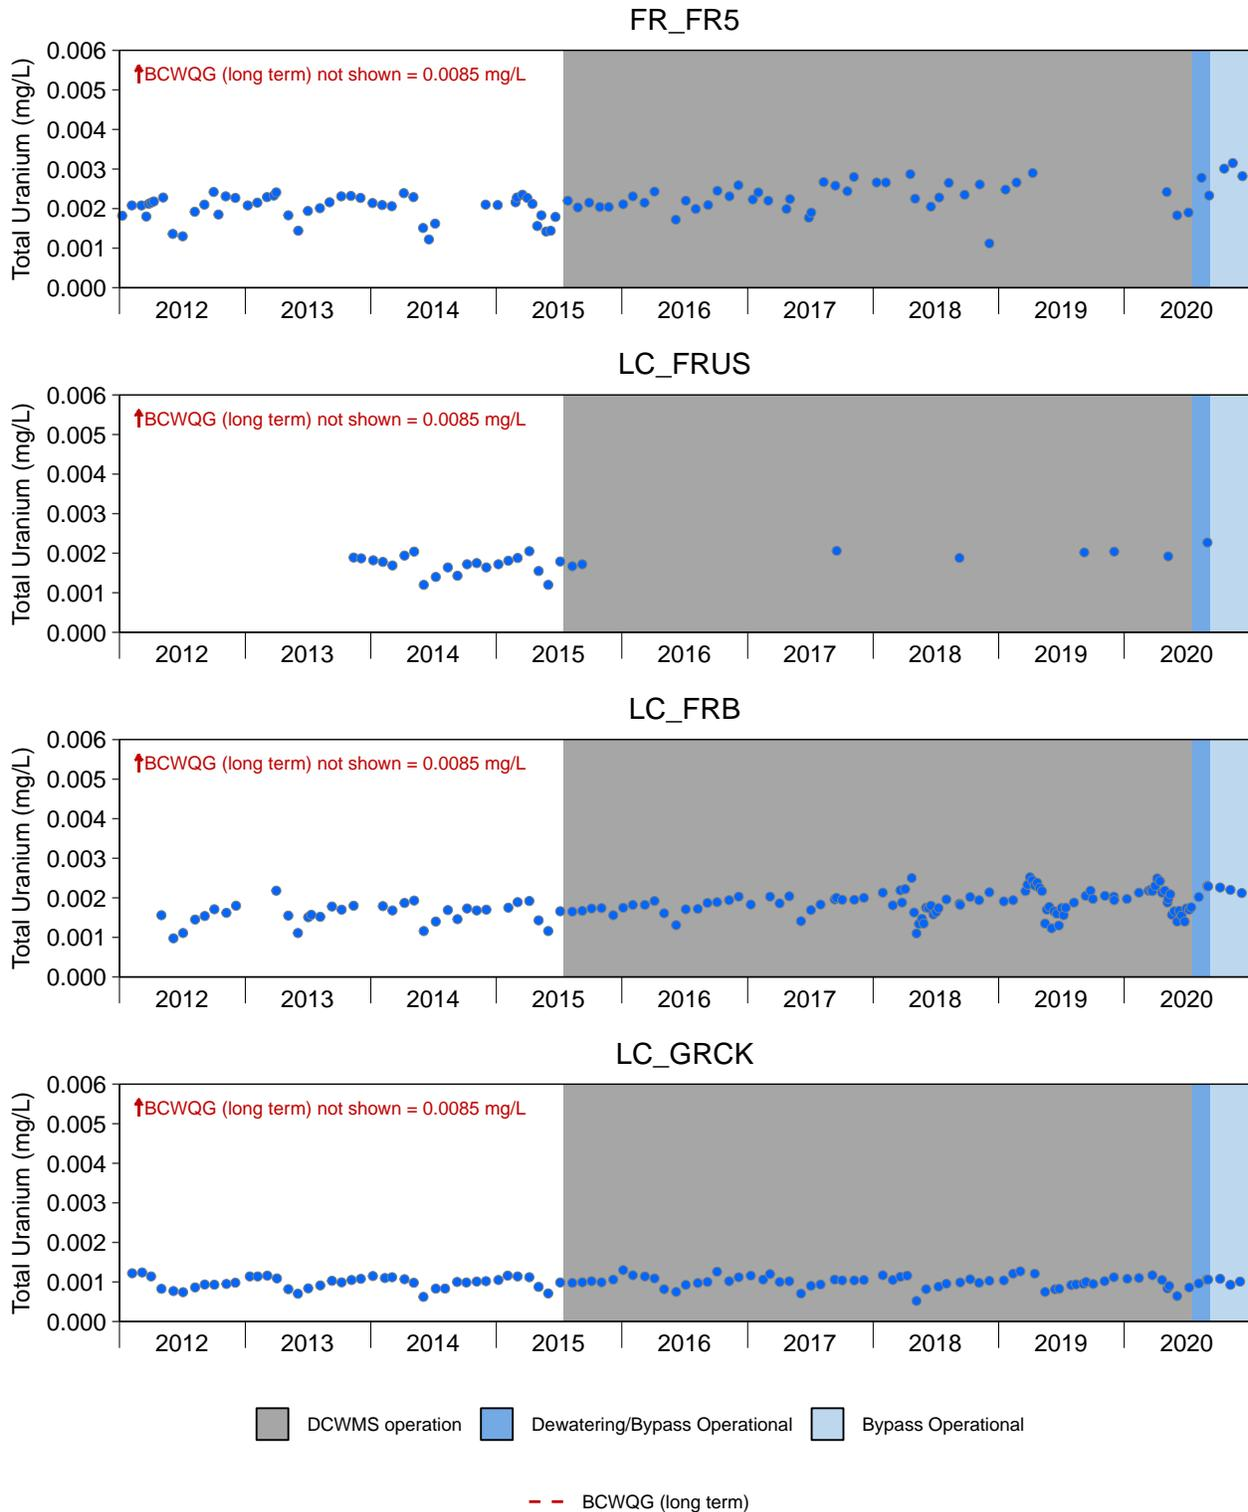 FR_FR5
Total Uranium (mg/L)
0.006
0.005
0.004
0.003
0.002
0.001
0.000
BCWQG (long term) not shown = 0.0085 mg/L
2012 2013 2014 2015 2016 2017 2018 2019 2020
LC_FRUS
Total Uranium (mg/L)
0.006
0.005
0.004
0.003
0.002
0.001
0.000
BCWQG (long term) not shown = 0.0085 mg/L
2012 2013 2014 2015 2016 2017 2018 2019 2020
LC_FRB
Total Uranium (mg/L)
0.006
0.005
0.004
0.003
0.002
0.001
0.000
BCWQG (long term) not shown = 0.0085 mg/L
2012 2013 2014 2015 2016 2017 2018 2019 2020
LC_GRCK
Total Uranium (mg/L)
0.006
0.005
0.004
0.003
0.002
0.001
0.000
BCWQG (long term) not shown = 0.0085 mg/L
2012 2013 2014 2015 2016 2017 2018 2019 2020
DCWMS operation Dewatering/Bypass Operational Bypass Operational
BCWQG (long term)